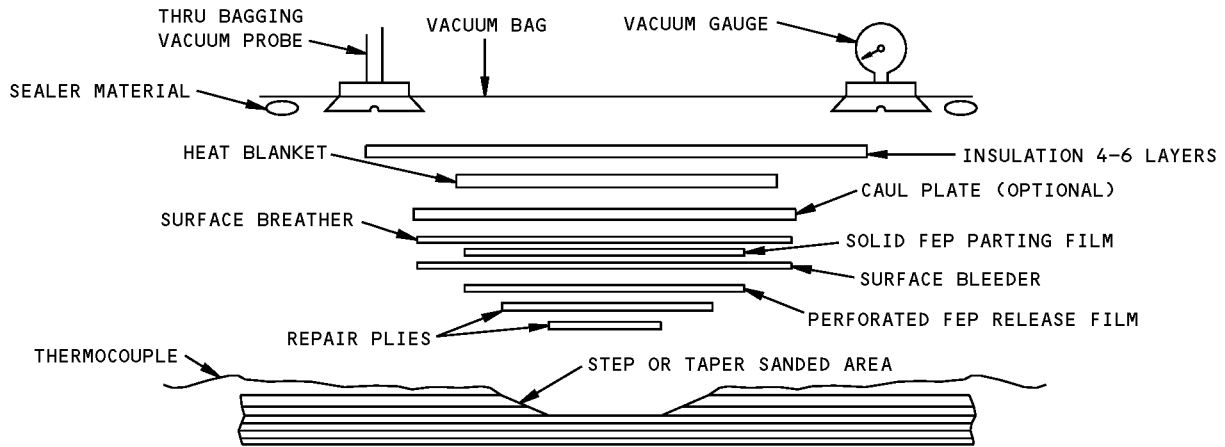 THRU BAGGING
VACUUM PROBE
VACUUM BAG
VACUUM GAUGE
SEALER MATERIAL
HEAT BLANKET
INSULATION 4-6 LAYERS
CAUL PLATE (OPTIONAL)
SURFACE BREATHER
SOLID FEP PARTING FILM
SURFACE BLEEDER
PERFORATED FEP RELEASE FILM
REPAIR PLIES
THERMOCOUPLE
STEP OR TAPER SANDED AREA